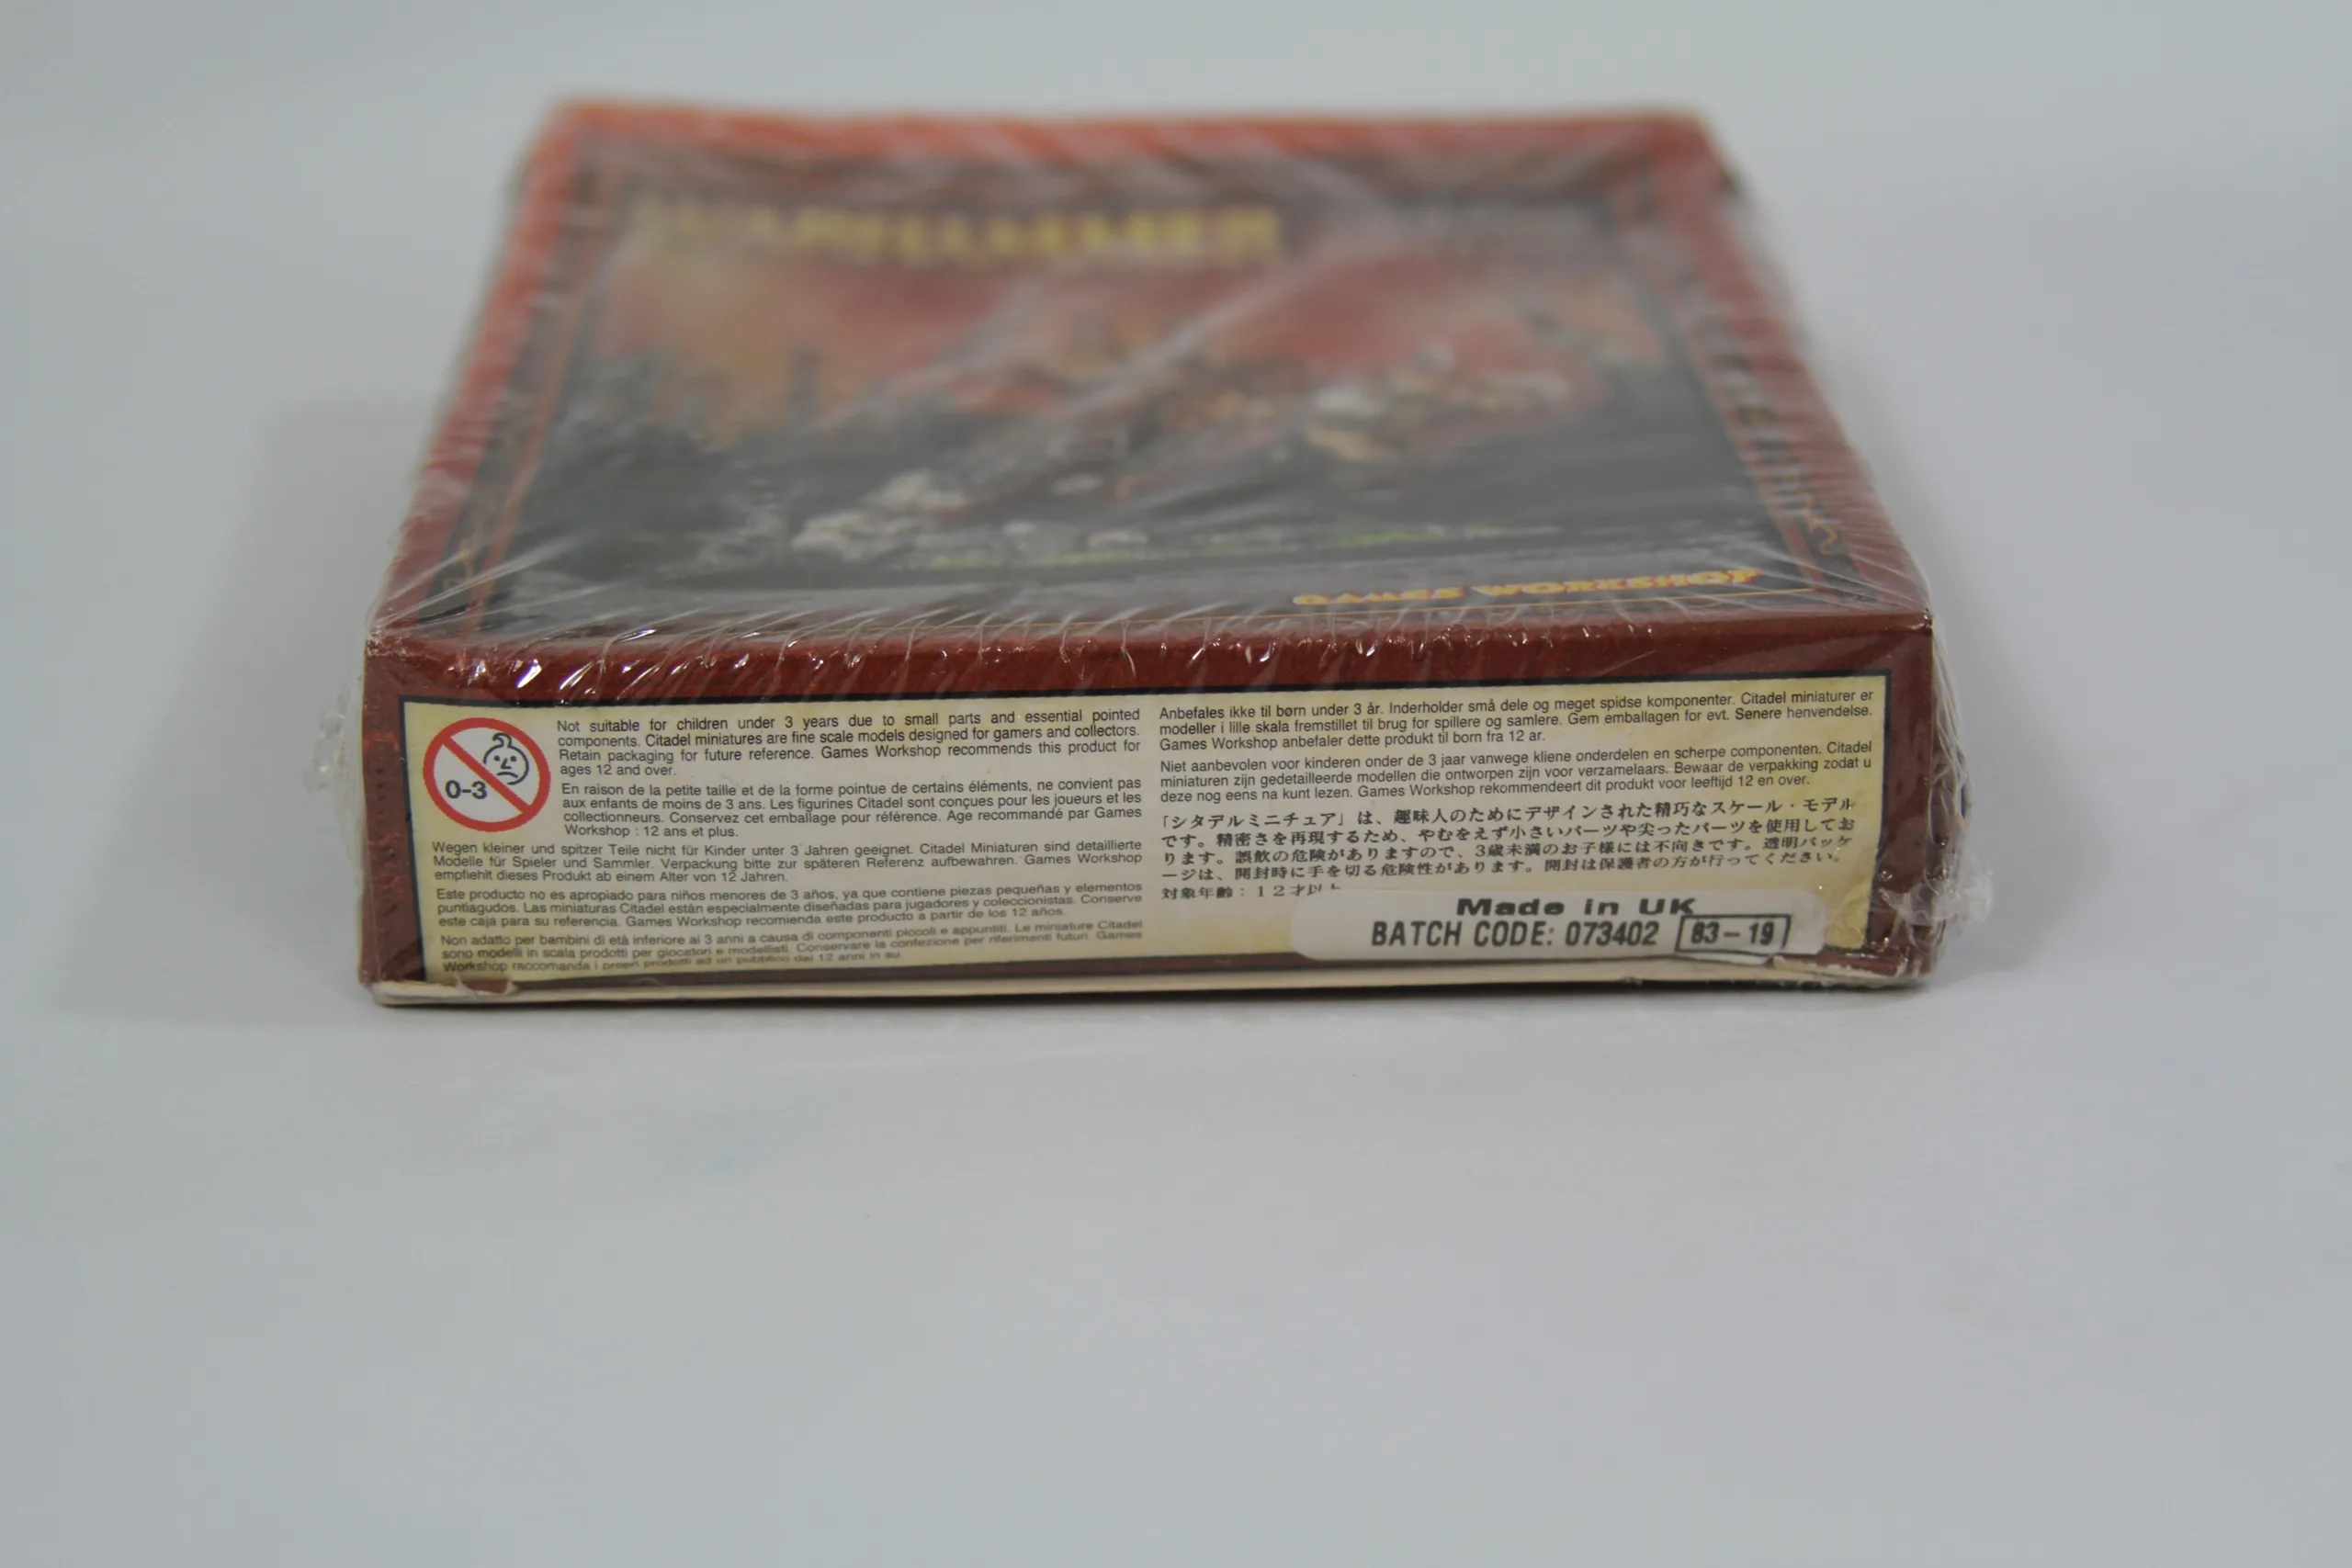 WARHAMMER
GAMES WORKSHOP
0-3
Not suitable for children under 3 years due to small parts and essential pointed
components. Citadel miniatures are fine scale models designed for gamers and collectors.
Retain packaging for future reference. Games Workshop recommends this product for
ages 12 and over.
En raison de la petite taille et de la forme pointue de certains éléments, ne convient pas
aux enfants de moins de 3 ans. Les figurines Citadel sont conçues pour les joueurs et les
collectionneurs. Conservez cet emballage pour référence. Age recommandé par Games
Workshop : 12 ans et plus.
Wegen kleiner und spitzer Teile nicht für Kinder unter 3 Jahren geeignet. Citadel Miniaturen sind detaillierte
Modelle für Spieler und Sammler. Verpackung bitte zur späteren Referenz aufbewahren. Games Workshop
empfiehlt dieses Produkt ab einem Alter von 12 Jahren.
Este producto no es apropiado para niños menores de 3 años, ya que contiene piezas pequeñas y elementos
puntiagudos. Las miniaturas Citadel están especialmente diseñadas para jugadores y coleccionistas. Conserve
este caja para su referencia. Games Workshop recomienda este producto a partir de los 12 años.
Non adatto per bambini di età inferiore ai 3 anni a causa di componenti piccoli e appuntiti. Le miniature Citadel
sono modelli in scala prodotti per giocatori e modellisti. Conservare la confezione per riferimenti futuri. Games
Workshop raccomanda i propri prodotti ad un pubblico dai 12 anni in su
Anbefales ikke til børn under 3 år. Inderholder små dele og meget spidse komponenter. Citadel miniaturer er
modeller i lille skala fremstillet til brug for spillere og samlere. Gem emballagen for evt. Senere henvendelse.
Games Workshop anbefaler dette produkt til born fra 12 ar.
Niet aanbevolen voor kinderen onder de 3 jaar vanwege kliene onderdelen en scherpe componenten. Citadel
miniaturen zijn gedetailleerde modellen die ontworpen zijn voor verzamelaars. Bewaar de verpakking zodat u
deze nog eens na kunt lezen. Games Workshop rekommendeert dit produkt voor leeftijd 12 en over.
「シタデルミニチュア」は、趣味人のためにデザインされた精巧なスケール・モデル
です。精密さを再現するため、やむをえず小さいパーツや尖ったパーツを使用してお
ります。誤飲の危険がありますので、3歳未満のお子様には不向きです。透明パッケ
ージは、開封時に手を切る危険性があります。開封は保護者の方が行ってください。
対象年齢：12才以上
Made in UK
BATCH CODE: 073402 83-19